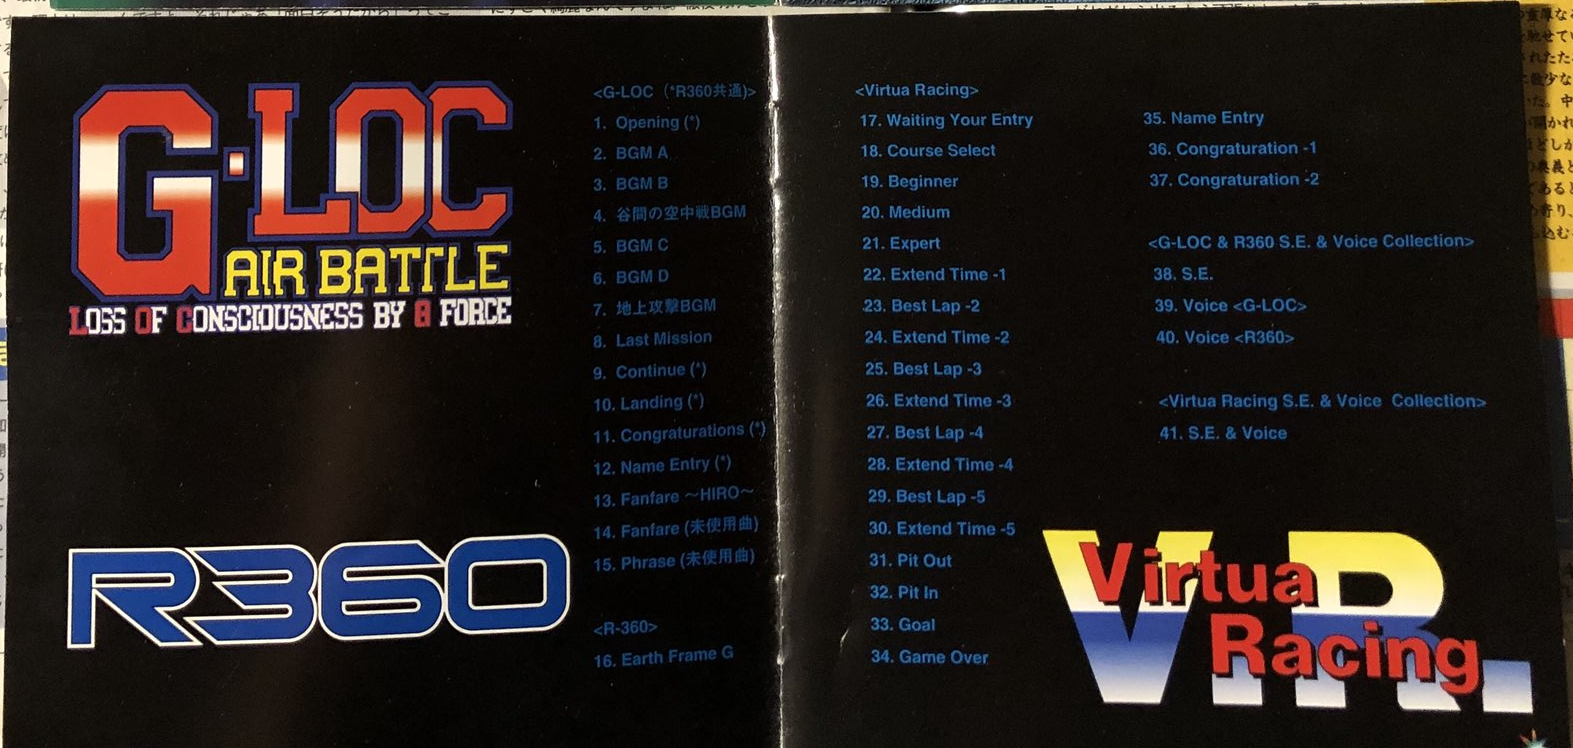 G-LOC
AIR BATTLE
LOSS OF CONSCIOUSNESS BY G FORCE
R360
<G-LOC (*R360共通)>
1. Opening (*)
2. BGM A
3. BGM B
4. 谷間の空中戦BGM
5. BGM C
6. BGM D
7. 地上攻撃BGM
8. Last Mission
9. Continue (*)
10. Landing (*)
11. Congraturations (*)
12. Name Entry (*)
13. Fanfare ～HIRO～
14. Fanfare (未使用曲)
15. Phrase (未使用曲)
<R-360>
16. Earth Frame G
<Virtua Racing>
17. Waiting Your Entry
18. Course Select
19. Beginner
20. Medium
21. Expert
22. Extend Time -1
23. Best Lap -2
24. Extend Time -2
25. Best Lap -3
26. Extend Time -3
27. Best Lap -4
28. Extend Time -4
29. Best Lap -5
30. Extend Time -5
31. Pit Out
32. Pit In
33. Goal
34. Game Over
35. Name Entry
36. Congraturation -1
37. Congraturation -2
<G-LOC & R360 S.E. & Voice Collection>
38. S.E.
39. Voice <G-LOC>
40. Voice <R360>
<Virtua Racing S.E. & Voice Collection>
41. S.E. & Voice
V.R.
Virtua
Racing